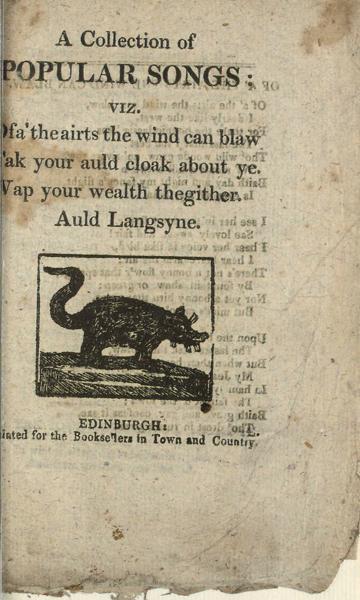 A Collection of
POPULAR SONGS:
VIZ.
Of a' the airts the wind can blaw
Tak your auld cloak about ye.
Wap your wealth thegither.
Auld Langsyne.
EDINBURGH:
inted for the Booksellers in Town and Country.